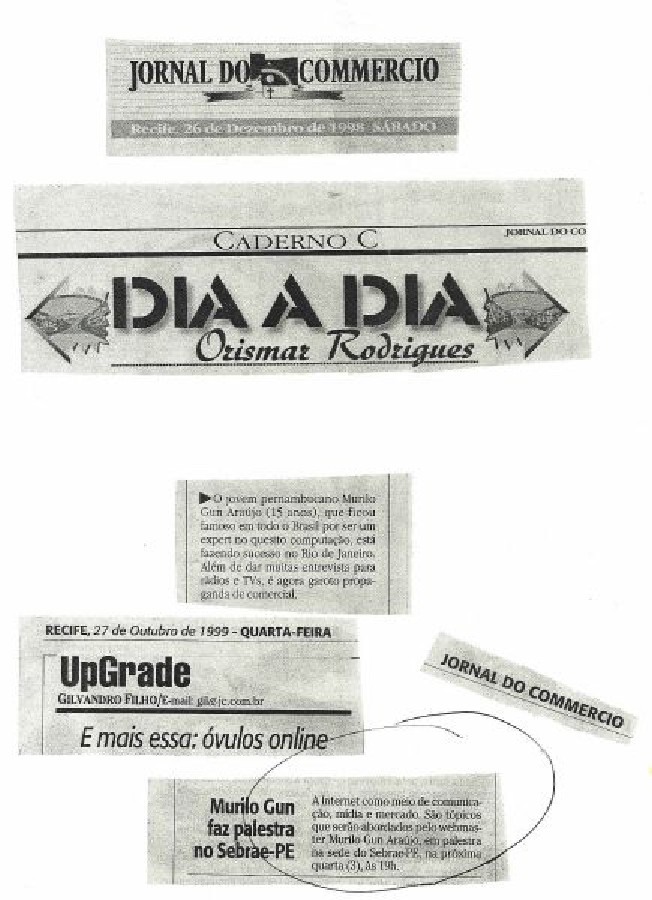 JORNAL DO COMMERCIO
Recife, 26 de Dezembro de 1998 SÁBADO
CADERNO C
JORNAL DO CO
DIA A DIA
Orismar Rodrigues
▶O jovem pernambucano Murilo
Gun Araújo (15 anos), que ficou
famoso em todo o Brasil por ser um
expert no quesito computação, está
fazendo sucesso no Rio de Janeiro.
Além de dar muitas entrevista para
rádios e TVs, é agora garoto propa-
ganda de comercial.
RECIFE, 27 de Outubro de 1999 – QUARTA-FEIRA
UpGrade
GILVANDRO FILHO/E-mail: gil@jc.com.br
E mais essa: óvulos online
JORNAL DO COMMERCIO
Murilo Gun
faz palestra
no Sebrae-PE
A Internet como meio de comunica-
ção, mídia e mercado. São tópicos
que serão abordados pelo webmas-
ter Murilo Gun Araújo, em palestra
na sede do Sebrae-PE, na próxima
quarta (3), às 19h.